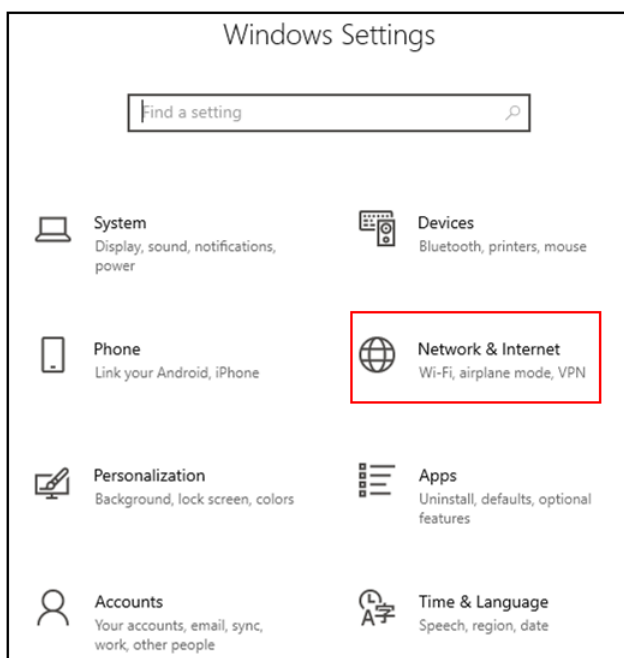 Windows Settings
Find a setting
System
Display, sound, notifications,
power
Devices
Bluetooth, printers, mouse
Phone
Link your Android, iPhone
Network & Internet
Wi-Fi, airplane mode, VPN
Personalization
Background, lock screen, colors
Apps
Uninstall, defaults, optional
features
Accounts
Your accounts, email, sync,
work, other people
Time & Language
Speech, region, date